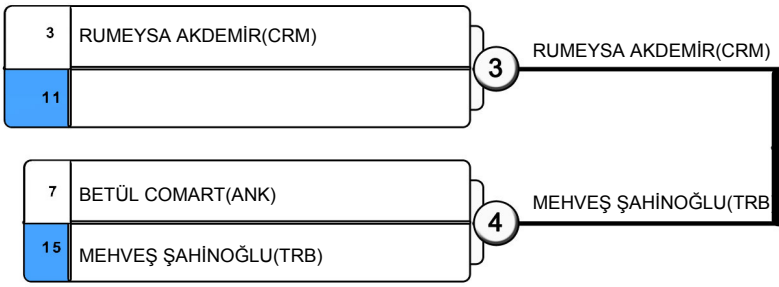 3 RUMEYSA AKDEMİR(CRM)
11
3 RUMEYSA AKDEMİR(CRM)
7 BETÜL COMART(ANK)
15 MEHVEŞ ŞAHİNOĞLU(TRB)
4 MEHVEŞ ŞAHİNOĞLU(TRB